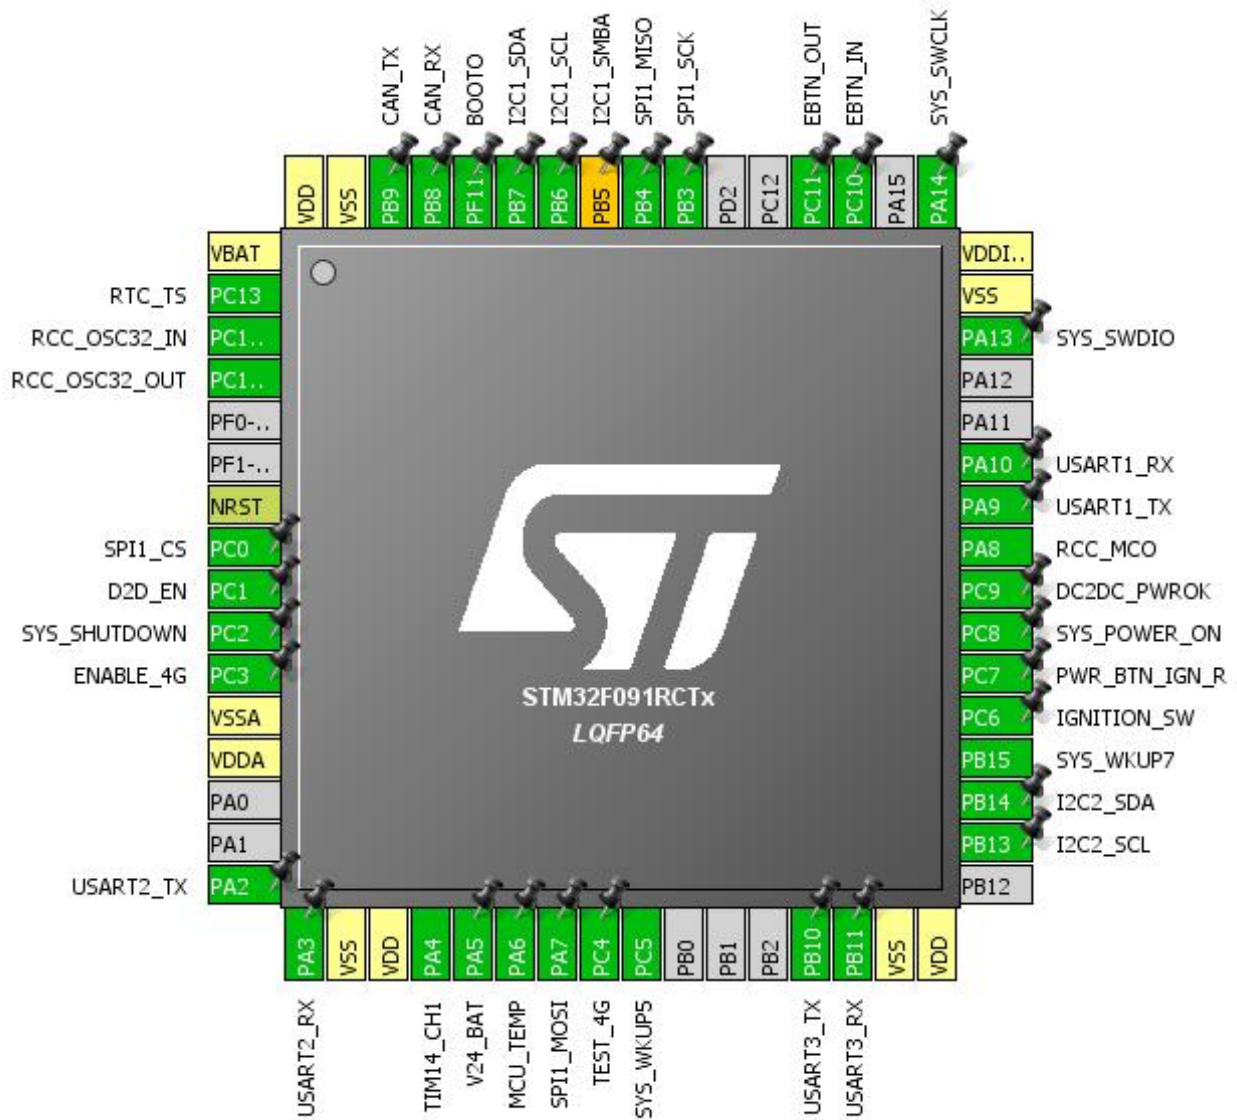 CAN_TX
CAN_RX
BOOTO
I2C1_SDA
I2C1_SCL
I2C1_SMBA
SPI1_MISO
SPI1_SCK
EBTN_OUT
EBTN_IN
SYS_SWCLK
VDD
VSS
PB9
PB8
PF11..
PB7
PB6
PB5
PB4
PB3
PD2
PC12
PC11
PC10
PA15
PA14
VBAT
RTC_TS PC13
RCC_OSC32_IN PC1..
RCC_OSC32_OUT PC1..
PF0-..
PF1-..
NRST
SPI1_CS PC0
D2D_EN PC1
SYS_SHUTDOWN PC2
ENABLE_4G PC3
VSSA
VDDA
PA0
PA1
USART2_TX PA2
STM32F091RCTx
LQFP64
VDDI..
VSS
PA13 SYS_SWDIO
PA12
PA11
PA10 USART1_RX
PA9 USART1_TX
PA8 RCC_MCO
PC9 DC2DC_PWROK
PC8 SYS_POWER_ON
PC7 PWR_BTN_IGN_R
PC6 IGNITION_SW
PB15 SYS_WKUP7
PB14 I2C2_SDA
PB13 I2C2_SCL
PB12
PA3
VSS
VDD
PA4
PA5
PA6
PA7
PC4
PC5
PB0
PB1
PB2
PB10
PB11
VSS
VDD
USART2_RX
TIM14_CH1
V24_BAT
MCU_TEMP
SPI1_MOSI
TEST_4G
SYS_WKUP5
USART3_TX
USART3_RX